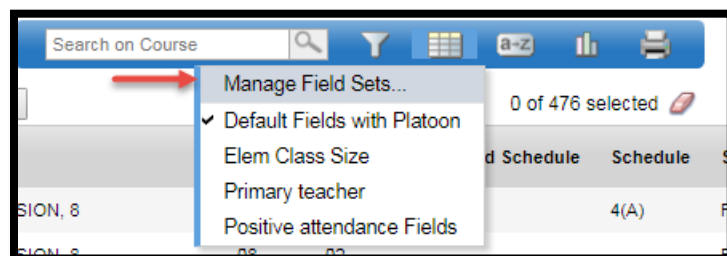 Search on Course
a-z
Manage Field Sets...
0 of 476 selected
Default Fields with Platoon
Elem Class Size
d Schedule Schedule
Primary teacher
SION, 8 4(A)
Positive attendance Fields